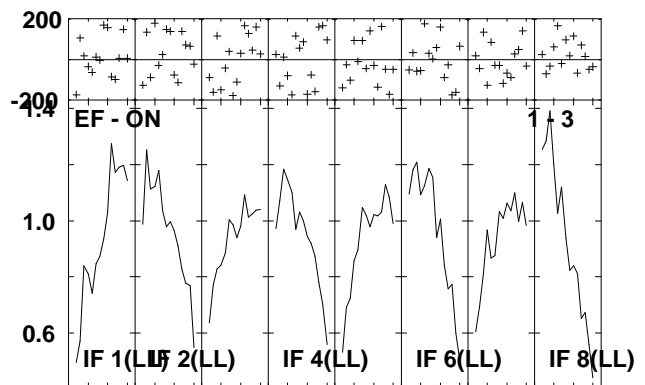 200
-200
1.4
EF - ON
1 - 3
1.0
0.6
IF 1(LL)
IF 2(LL)
IF 4(LL)
IF 6(LL)
IF 8(LL)